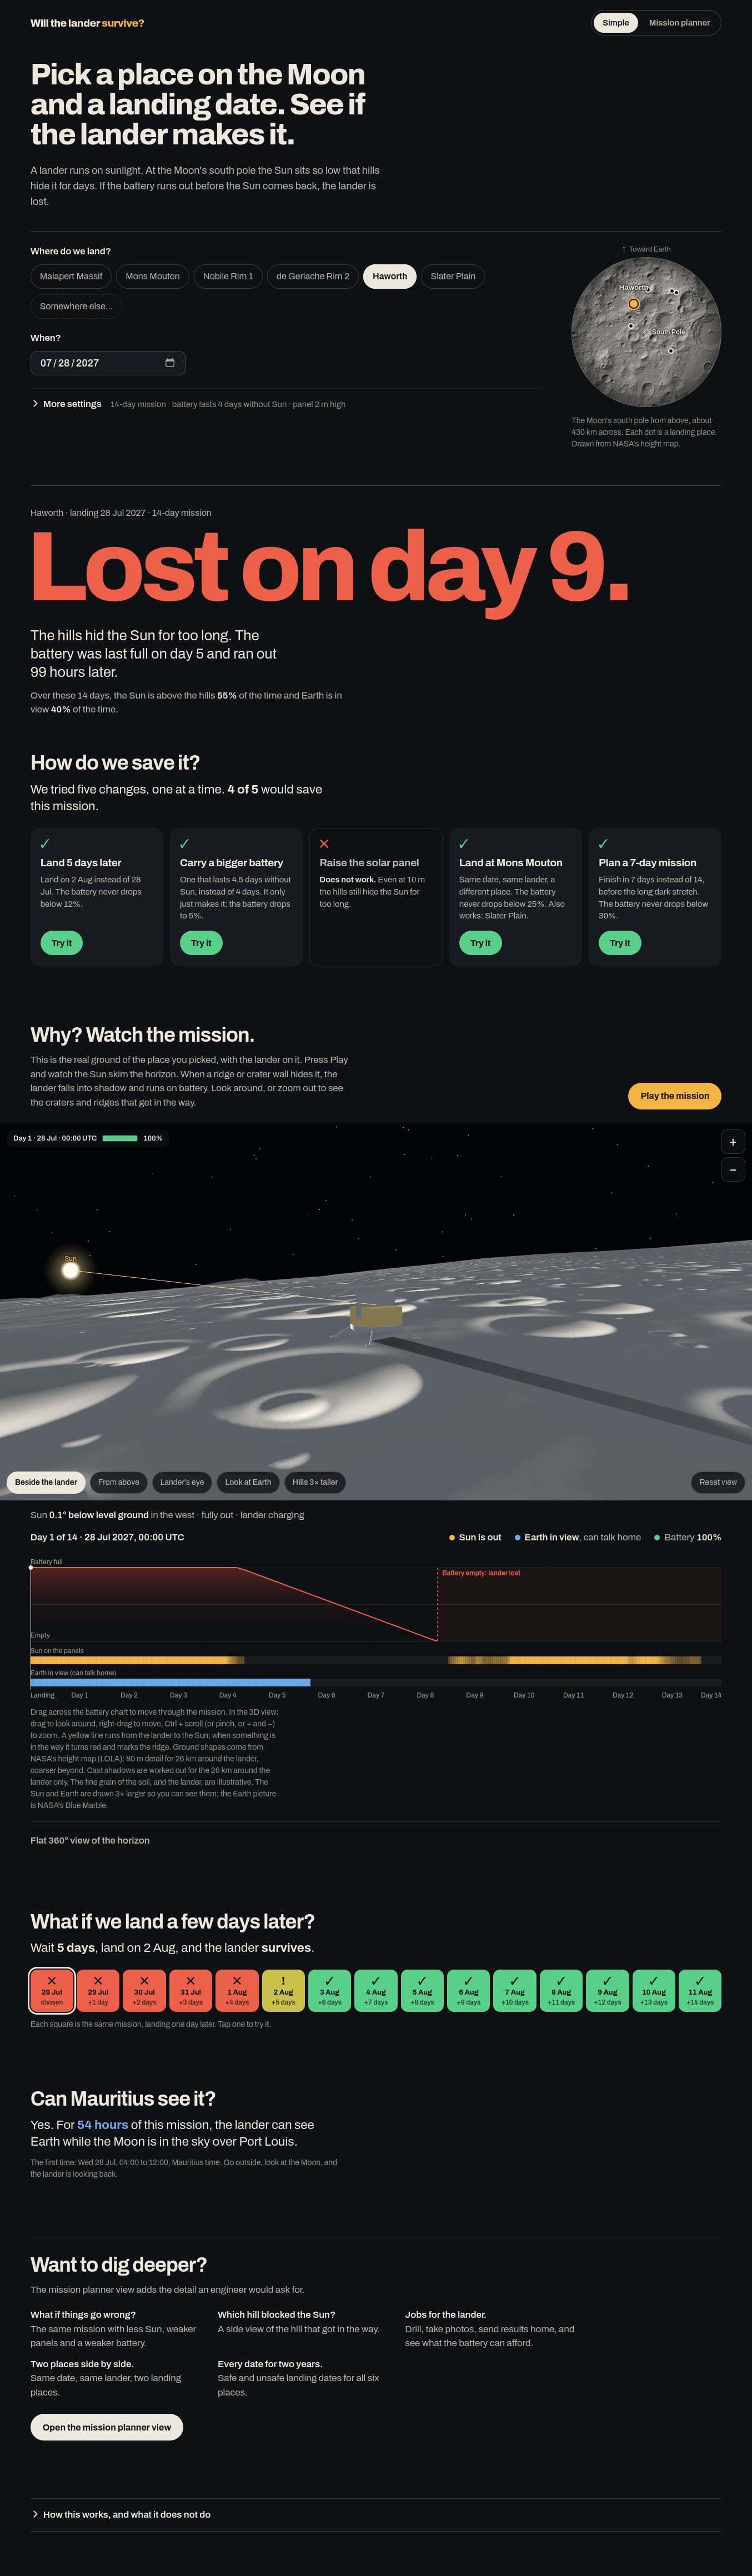 Will the lander survive?
Simple
Mission planner
Pick a place on the Moon
and a landing date. See if
the lander makes it.
A lander runs on sunlight. At the Moon's south pole the Sun sits so low that hills
hide it for days. If the battery runs out before the Sun comes back, the lander is
lost.
Where do we land?
Malapert Massif
Mons Mouton
Nobile Rim 1
de Gerlache Rim 2
Haworth
Slater Plain
Somewhere else...
When?
07 / 28 / 2027
More settings
14-day mission · battery lasts 4 days without Sun · panel 2 m high
↑ Toward Earth
Haworth
South Pole
The Moon's south pole from above, about
430 km across. Each dot is a landing place.
Drawn from NASA's height map.
Haworth · landing 28 Jul 2027 · 14-day mission
Lost on day 9.
The hills hid the Sun for too long. The
battery was last full on day 5 and ran out
99 hours later.
Over these 14 days, the Sun is above the hills 55% of the time and Earth is in
view 40% of the time.
How do we save it?
We tried five changes, one at a time. 4 of 5 would save
this mission.
✓
Land 5 days later
Land on 2 Aug instead of 28
Jul. The battery never drops
below 12%.
Try it
✓
Carry a bigger battery
One that lasts 4.5 days without
Sun, instead of 4 days. It only
just makes it: the battery drops
to 5%.
Try it
✕
Raise the solar panel
Does not work. Even at 10 m
the hills still hide the Sun for
too long.
✓
Land at Mons Mouton
Same date, same lander, a
different place. The battery
never drops below 25%. Also
works: Slater Plain.
Try it
✓
Plan a 7-day mission
Finish in 7 days instead of 14,
before the long dark stretch.
The battery never drops below
30%.
Try it
Why? Watch the mission.
This is the real ground of the place you picked, with the lander on it. Press Play
and watch the Sun skim the horizon. When a ridge or crater wall hides it, the
lander falls into shadow and runs on battery. Look around, or zoom out to see
the craters and ridges that get in the way.
Play the mission
Day 1 · 28 Jul · 00:00 UTC
100%
+
−
Sun
Beside the lander
From above
Lander's eye
Look at Earth
Hills 3× taller
Reset view
Sun 0.1° below level ground in the west · fully out · lander charging
Day 1 of 14 · 28 Jul 2027, 00:00 UTC
Sun is out
Earth in view, can talk home
Battery 100%
Battery full
Battery empty: lander lost
Empty
Sun on the panels
Earth in view (can talk home)
Landing
Day 1
Day 2
Day 3
Day 4
Day 5
Day 6
Day 7
Day 8
Day 9
Day 10
Day 11
Day 12
Day 13
Day 14
Drag across the battery chart to move through the mission. In the 3D view:
drag to look around, right-drag to move, Ctrl + scroll (or pinch, or + and −)
to zoom. A yellow line runs from the lander to the Sun; when something is
in the way it turns red and marks the ridge. Ground shapes come from
NASA's height map (LOLA): 80 m detail for 26 km around the lander,
coarser beyond. Cast shadows are worked out for the 26 km around the
lander only. The fine grain of the soil, and the lander, are illustrative. The
Sun and Earth are drawn 3× larger so you can see them; the Earth picture
is NASA's Blue Marble.
Flat 360° view of the horizon
What if we land a few days later?
Wait 5 days, land on 2 Aug, and the lander survives.
✕
28 Jul
chosen
✕
29 Jul
+1 day
✕
30 Jul
+2 days
✕
31 Jul
+3 days
✕
1 Aug
+4 days
!
2 Aug
+5 days
✓
3 Aug
+6 days
✓
4 Aug
+7 days
✓
5 Aug
+8 days
✓
6 Aug
+9 days
✓
7 Aug
+10 days
✓
8 Aug
+11 days
✓
9 Aug
+12 days
✓
10 Aug
+13 days
✓
11 Aug
+14 days
Each square is the same mission, landing one day later. Tap one to try it.
Can Mauritius see it?
Yes. For 54 hours of this mission, the lander can see
Earth while the Moon is in the sky over Port Louis.
The first time: Wed 28 Jul, 04:00 to 12:00, Mauritius time. Go outside, look at the Moon, and
the lander is looking back.
Want to dig deeper?
The mission planner view adds the detail an engineer would ask for.
What if things go wrong?
The same mission with less Sun, weaker
panels and a weaker battery.
Which hill blocked the Sun?
A side view of the hill that got in the way.
Jobs for the lander.
Drill, take photos, send results home, and
see what the battery can afford.
Two places side by side.
Same date, same lander, two landing
places.
Every date for two years.
Safe and unsafe landing dates for all six
places.
Open the mission planner view
How this works, and what it does not do